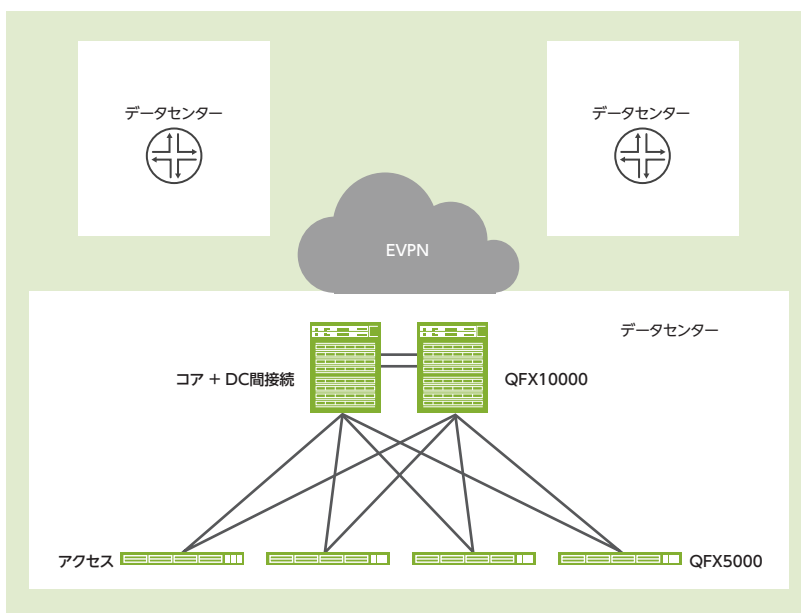 データセンター
データセンター
EVPN
データセンター
コア + DC間接続
QFX10000
アクセス
QFX5000